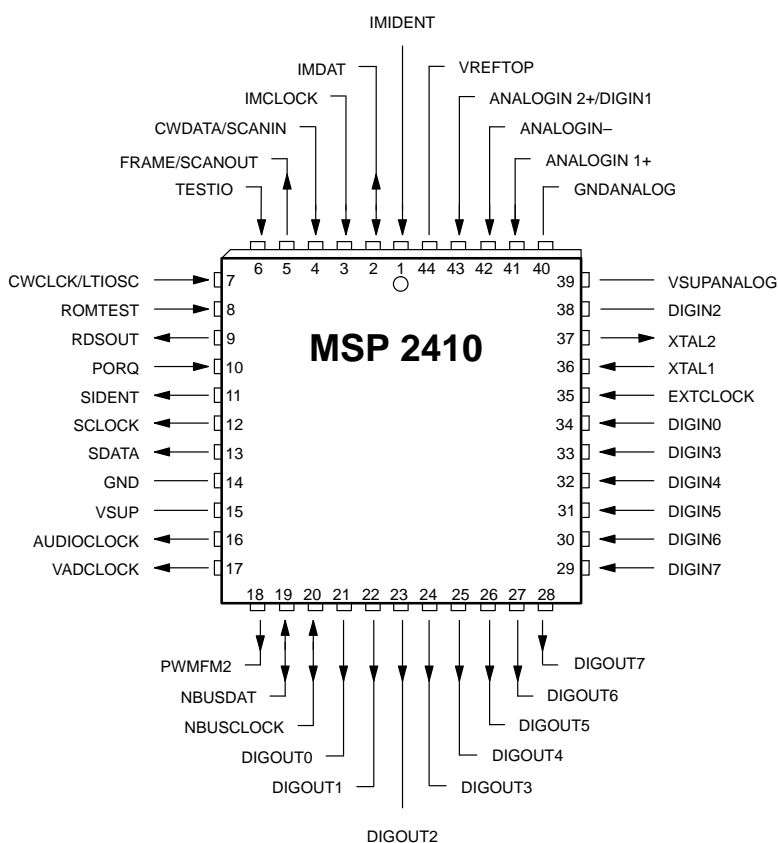 IMIDENT
IMDAT
VREFTOP
IMCLOCK
ANALOGIN 2+/DIGIN1
CWDATA/SCANIN
ANALOGIN–
FRAME/SCANOUT
ANALOGIN 1+
TESTIO
GNDANALOG
6 5 4 3 2 1 44 43 42 41 40
CWCLCK/LTIOSC 7
39 VSUPANALOG
ROMTEST 8
38 DIGIN2
RDSOUT 9
37 XTAL2
MSP 2410
PORQ 10
36 XTAL1
SIDENT 11
35 EXTCLOCK
SCLOCK 12
34 DIGIN0
SDATA 13
33 DIGIN3
GND 14
32 DIGIN4
VSUP 15
31 DIGIN5
AUDIOCLOCK 16
30 DIGIN6
VADCLOCK 17
29 DIGIN7
18 19 20 21 22 23 24 25 26 27 28
PWMFM2
DIGOUT7
NBUSDAT
DIGOUT6
NBUSCLOCK
DIGOUT5
DIGOUT0
DIGOUT4
DIGOUT1
DIGOUT3
DIGOUT2